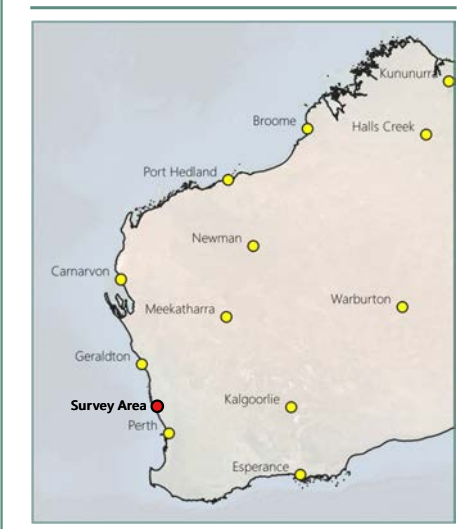 Kununurra
Broome
Halls Creek
Port Hedland
Newman
Carnarvon
Meekatharra
Warburton
Geraldton
Survey Area
Kalgoorlie
Perth
Esperance